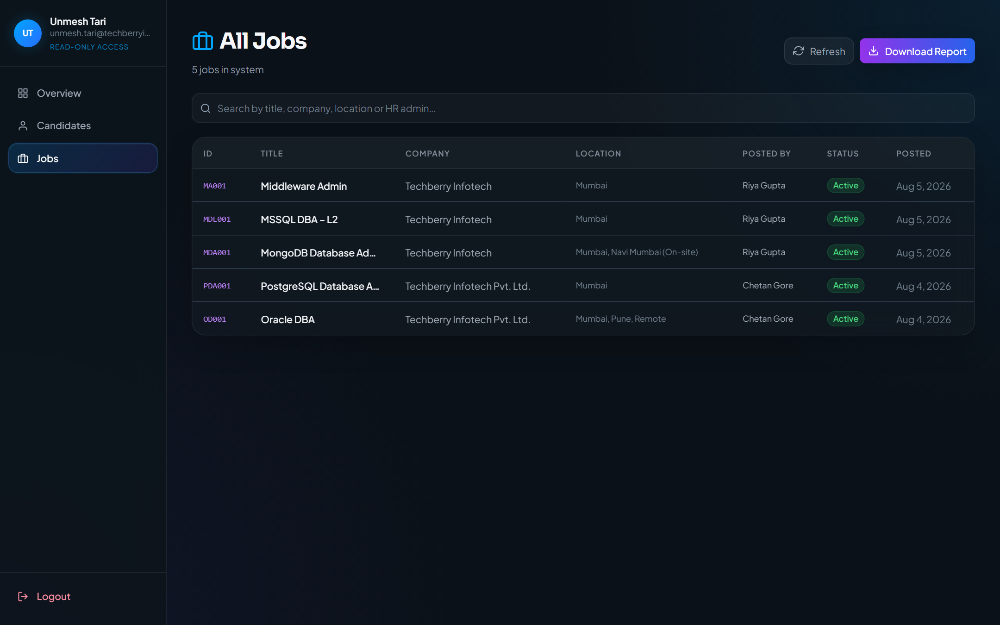 UT
Unmesh Tari
unmesh.tari@techberryi...
READ-ONLY ACCESS
Overview
Candidates
Jobs
Logout
All Jobs
5 jobs in system
Refresh
Download Report
Search by title, company, location or HR admin...
ID TITLE COMPANY LOCATION POSTED BY STATUS POSTED
MA001 Middleware Admin Techberry Infotech Mumbai Riya Gupta Active Aug 5, 2026
MDL001 MSSQL DBA – L2 Techberry Infotech Mumbai Riya Gupta Active Aug 5, 2026
MDA001 MongoDB Database Ad... Techberry Infotech Mumbai, Navi Mumbai (On-site) Riya Gupta Active Aug 5, 2026
PDA001 PostgreSQL Database A... Techberry Infotech Pvt. Ltd. Mumbai Chetan Gore Active Aug 4, 2026
OD001 Oracle DBA Techberry Infotech Pvt. Ltd. Mumbai, Pune, Remote Chetan Gore Active Aug 4, 2026